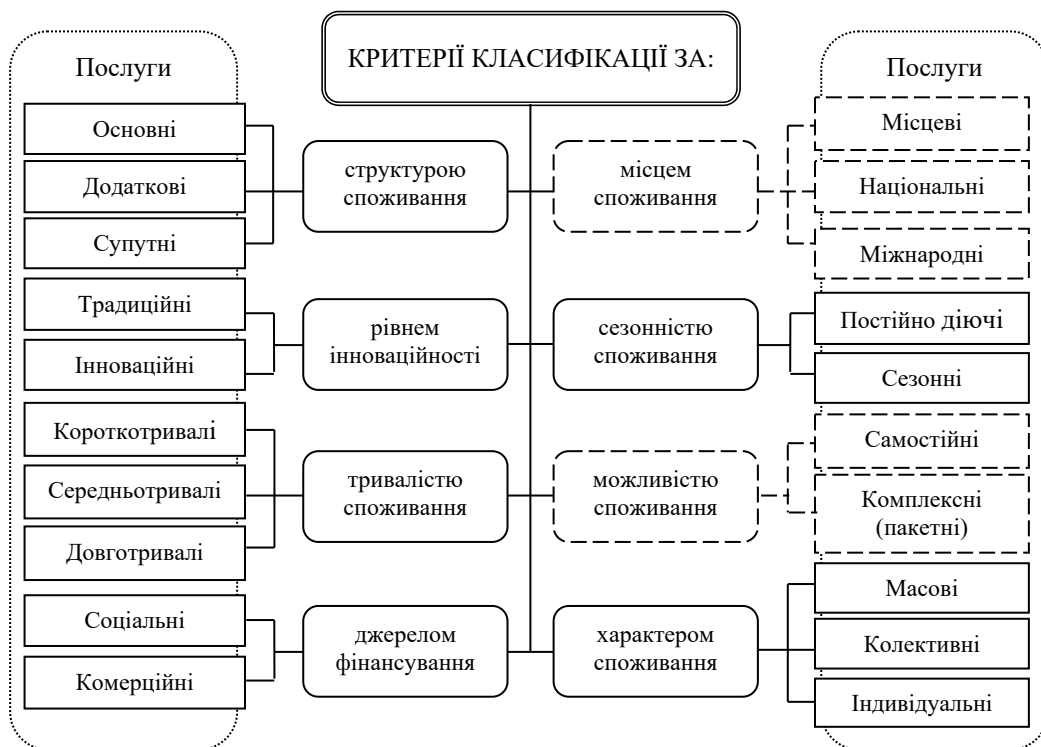 КРИТЕРІЇ КЛАСИФІКАЦІЇ ЗА:
Послуги
Основні
Додаткові
Супутні
структурою
споживання
Традиційні
Інноваційні
рівнем
інноваційності
Короткотривалі
Середньотривалі
Довготривалі
тривалістю
споживання
Соціальні
Комерційні
джерелом
фінансування
Послуги
місцем
споживання
Місцеві
Національні
Міжнародні
сезонністю
споживання
Постійно діючі
Сезонні
можливістю
споживання
Самостійні
Комплексні
(пакетні)
характером
споживання
Масові
Колективні
Індивідуальні